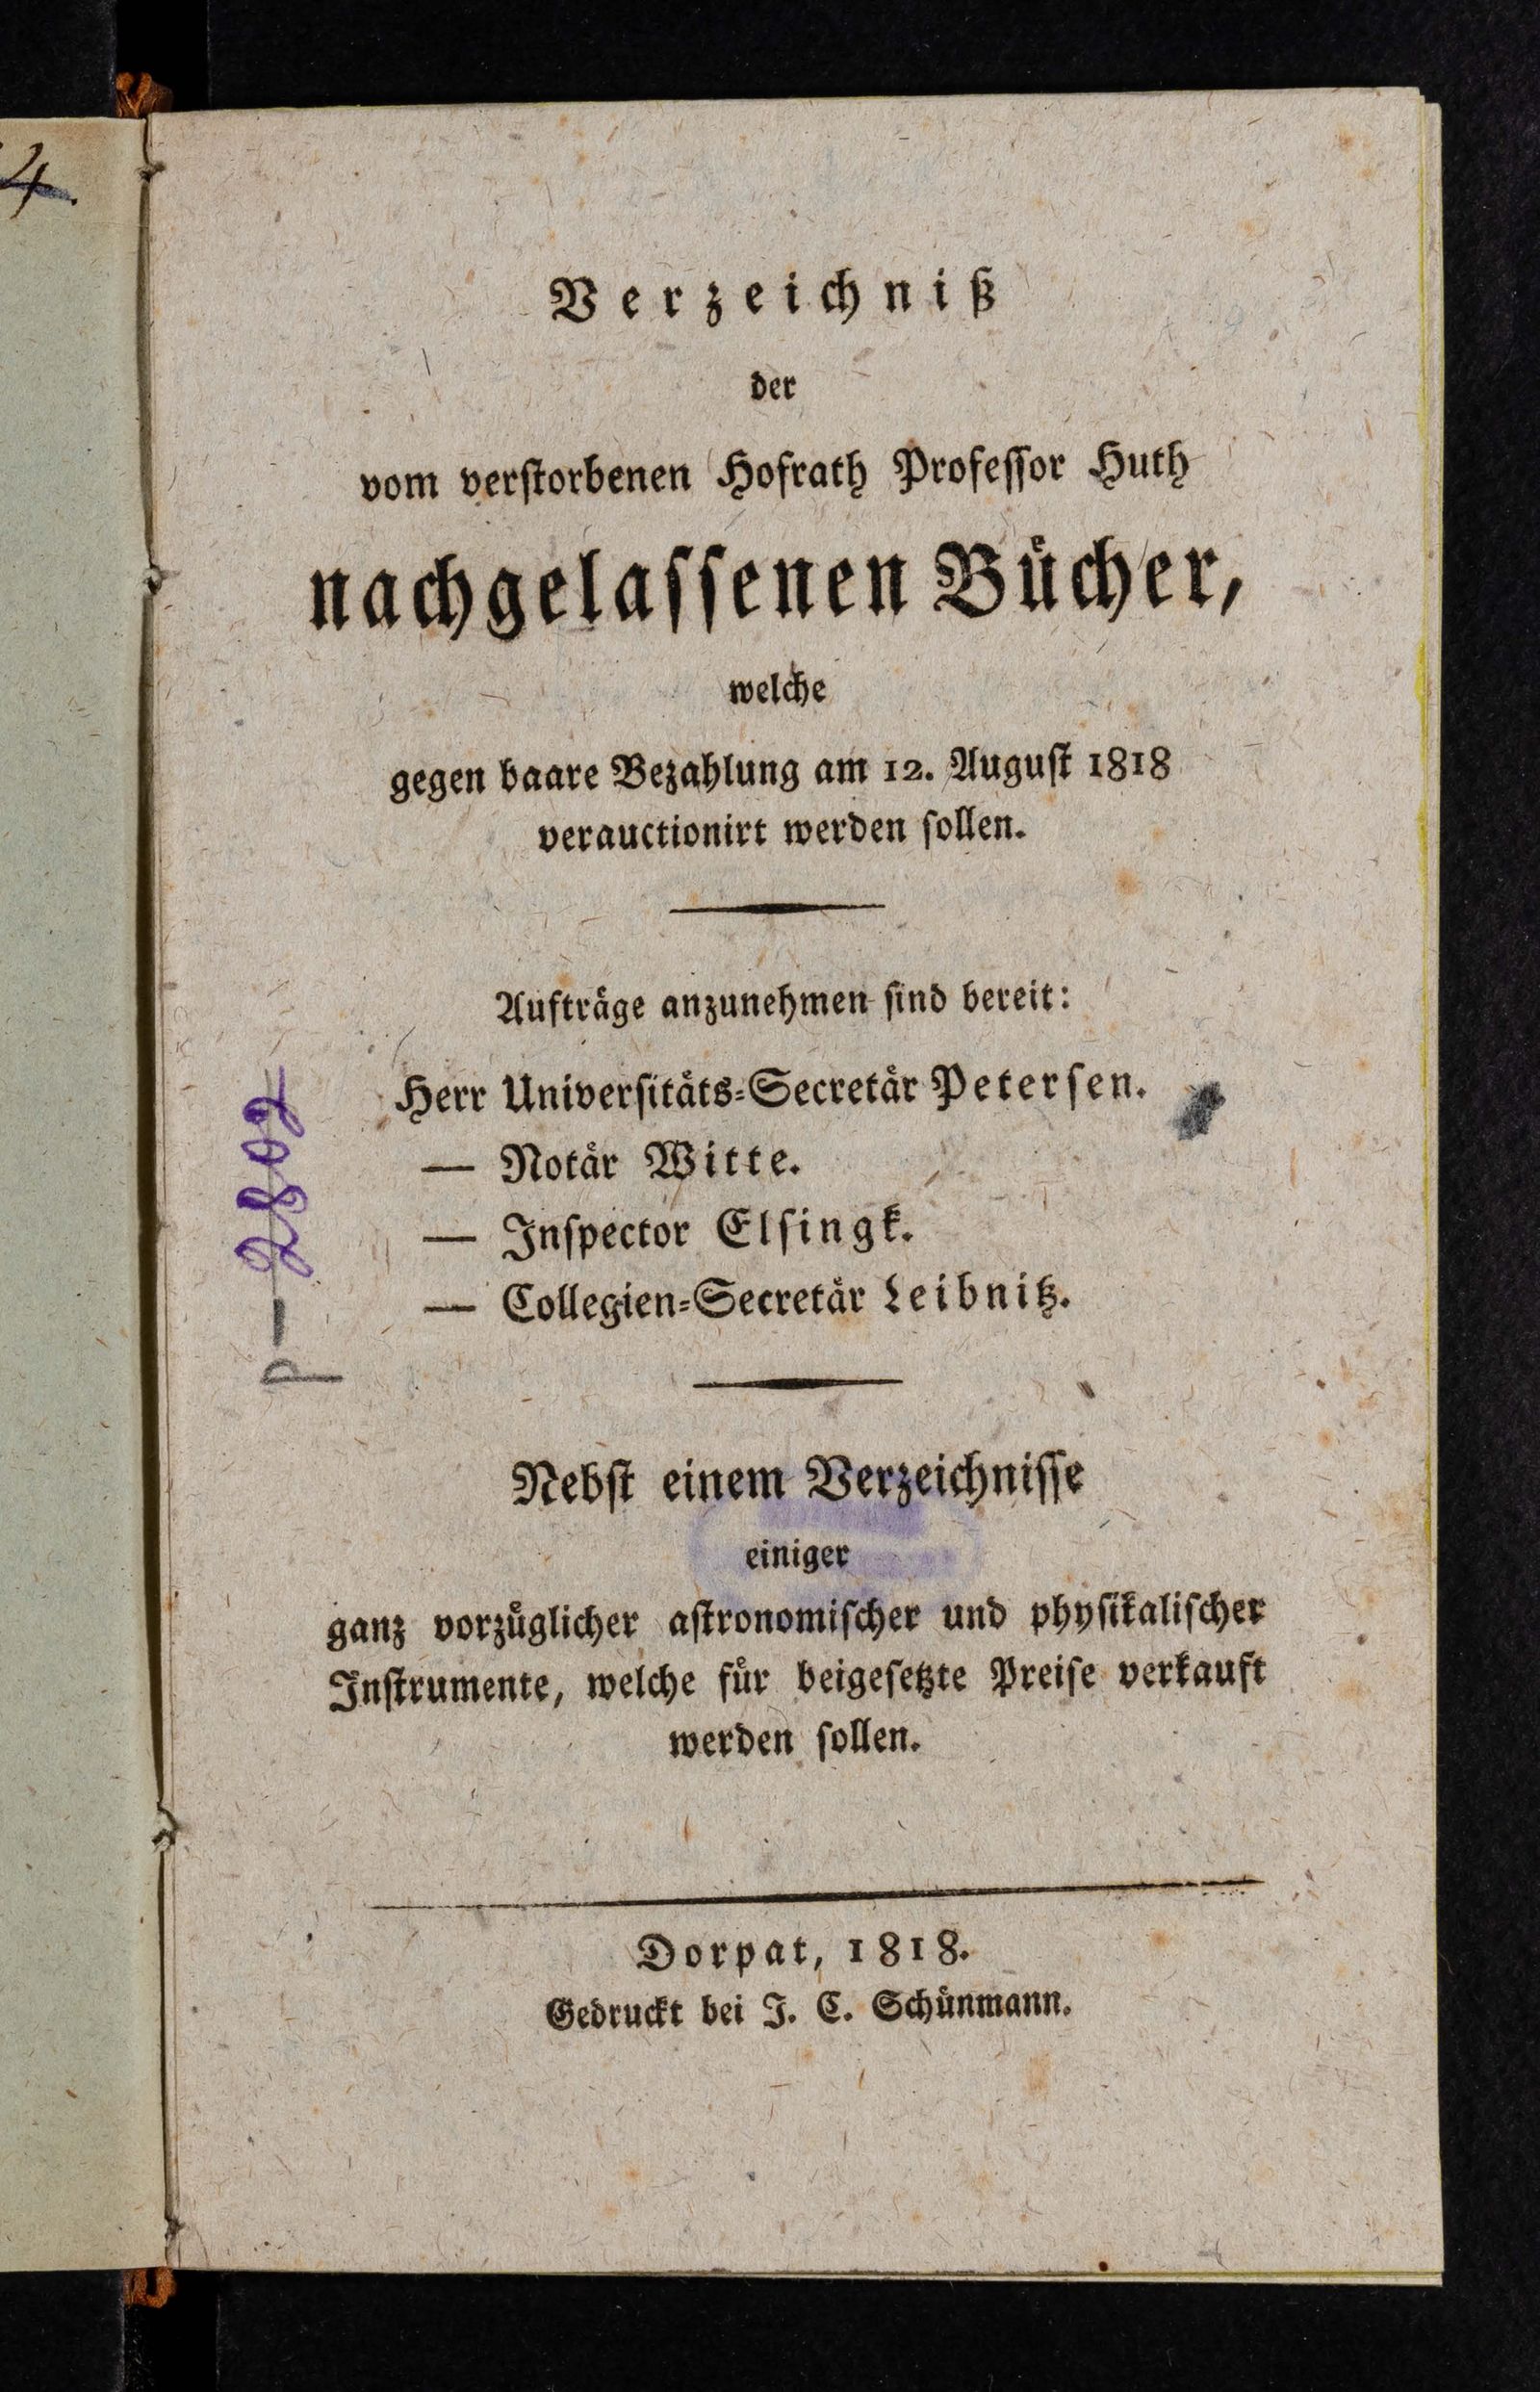 4.
Verzeichniß
der
vom verstorbenen Hofrath Professor Huth
nachgelassenen Bücher,
welche
gegen baare Bezahlung am 12. August 1818
verauctionirt werden sollen.
Aufträge anzunehmen sind bereit:
Herr Universitäts-Secretär Petersen.
— Notär Witte.
— Inspector Elsingk.
— Collegien-Secretär Leibnitz.
P—2802
Nebst einem Verzeichnisse
einiger
ganz vorzüglicher astronomischer und physikalischer
Instrumente, welche für beigesetzte Preise verkauft
werden sollen.
Dorpat, 1818.
Gedruckt bei J. C. Schünmann.